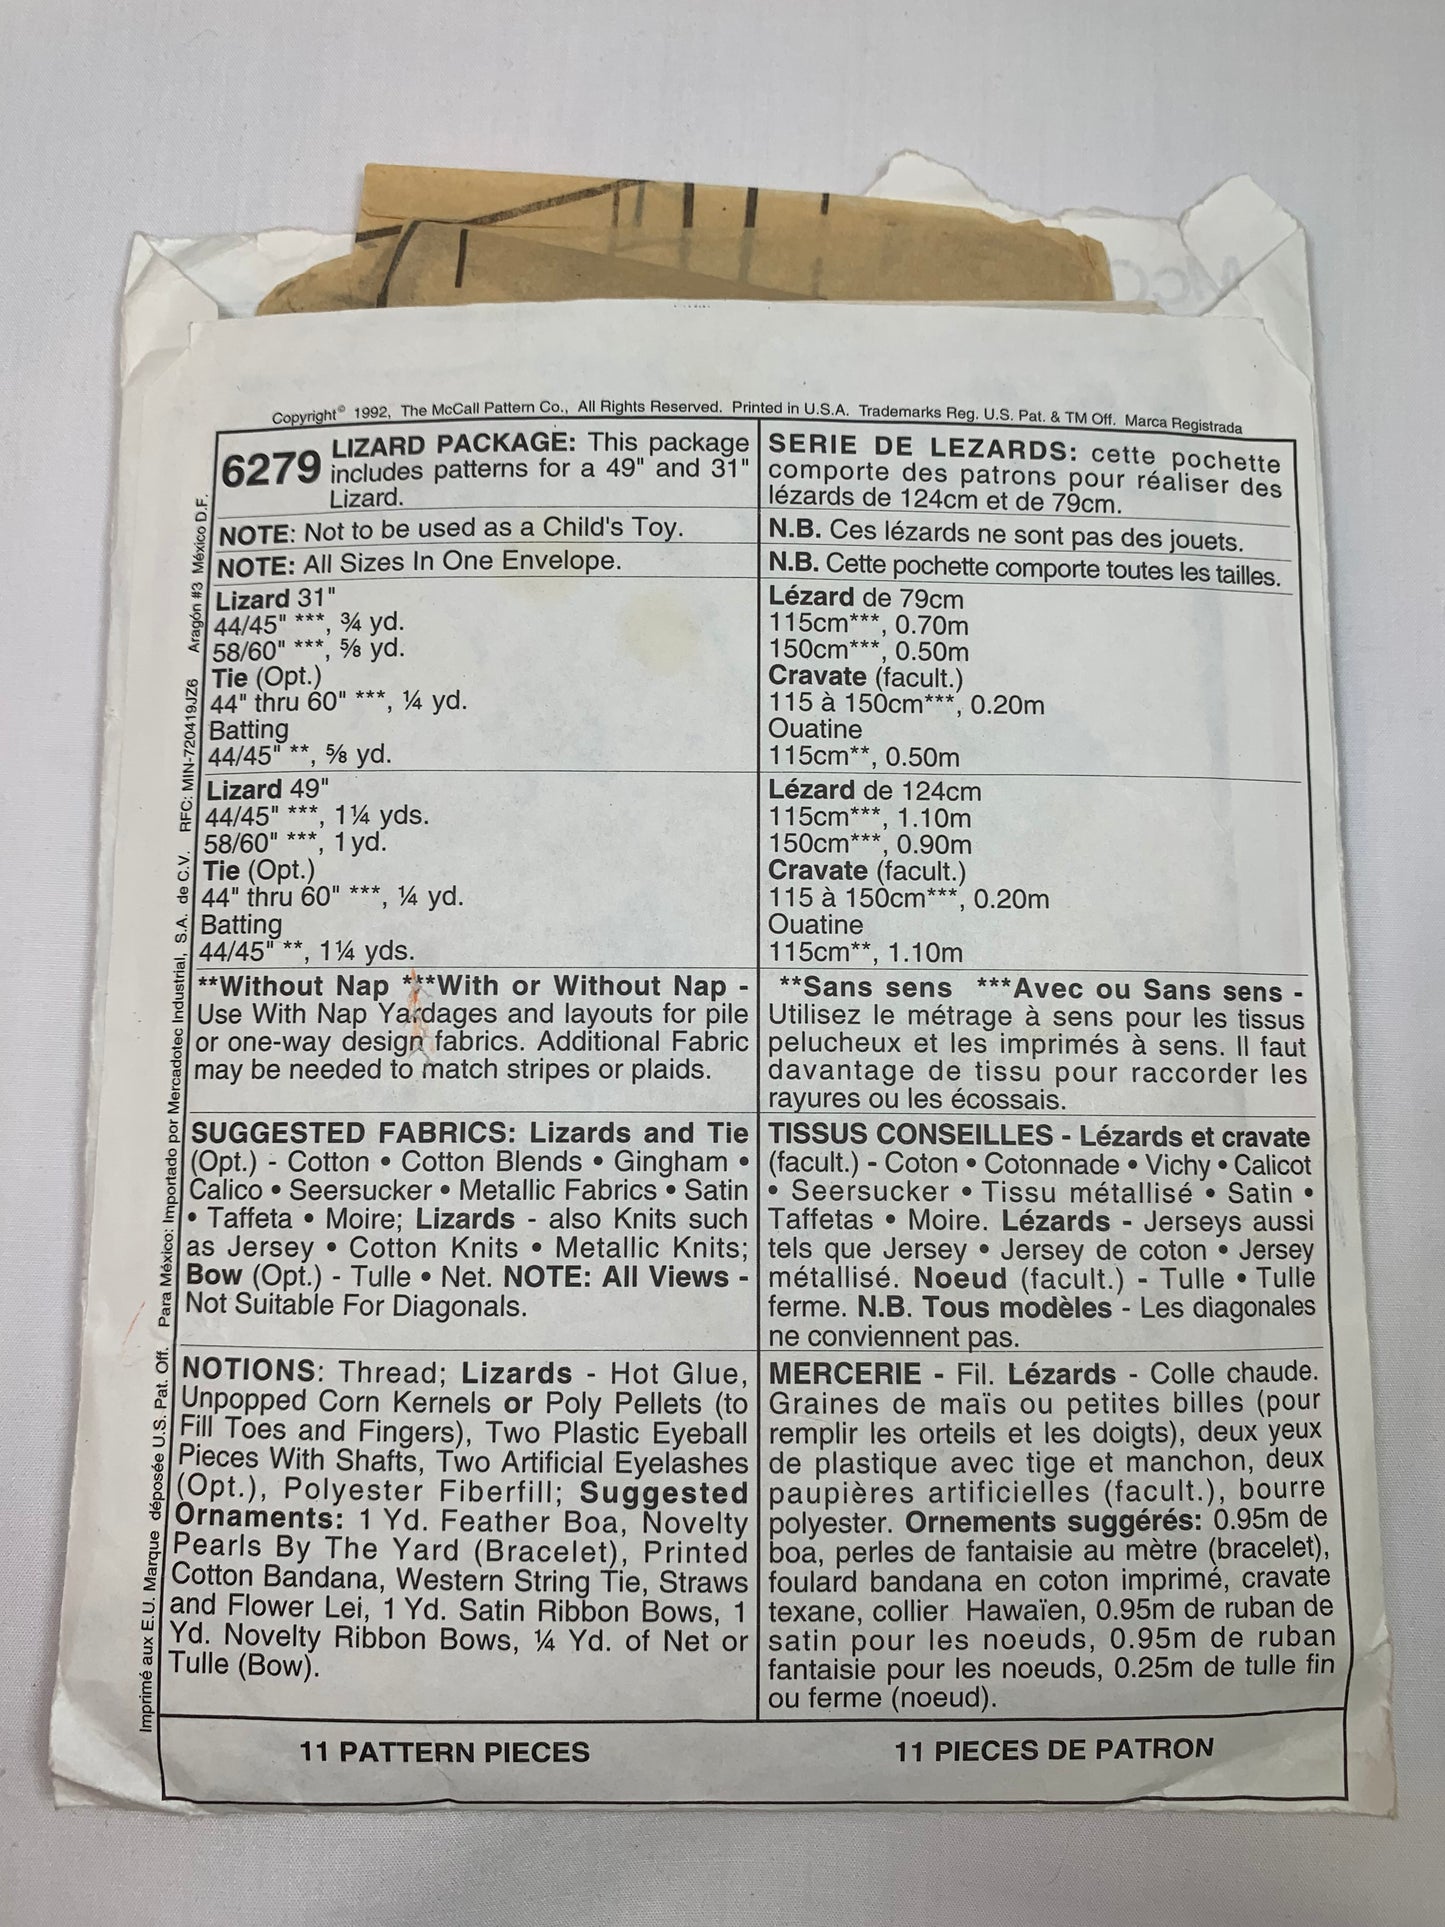 Copyright© 1992, The McCall Pattern Co., All Rights Reserved. Printed in U.S.A. Trademarks Reg. U.S. Pat. & TM Off. Marca Registrada
6279 LIZARD PACKAGE: This package
includes patterns for a 49" and 31"
Lizard.
NOTE: Not to be used as a Child's Toy.
NOTE: All Sizes In One Envelope.
Lizard 31"
44/45" ***, ¾ yd.
58/60" ***, ⅝ yd.
Tie (Opt.)
44" thru 60" ***, ¼ yd.
Batting
44/45" **, ⅝ yd.
Lizard 49"
44/45" ***, 1¼ yds.
58/60" ***, 1 yd.
Tie (Opt.)
44" thru 60" ***, ¼ yd.
Batting
44/45" **, 1¼ yds.
**Without Nap ***With or Without Nap -
Use With Nap Yardages and layouts for pile
or one-way design fabrics. Additional Fabric
may be needed to match stripes or plaids.
SUGGESTED FABRICS: Lizards and Tie
(Opt.) - Cotton • Cotton Blends • Gingham •
Calico • Seersucker • Metallic Fabrics • Satin
• Taffeta • Moire; Lizards - also Knits such
as Jersey • Cotton Knits • Metallic Knits;
Bow (Opt.) - Tulle • Net. NOTE: All Views -
Not Suitable For Diagonals.
NOTIONS: Thread; Lizards - Hot Glue,
Unpopped Corn Kernels or Poly Pellets (to
Fill Toes and Fingers), Two Plastic Eyeball
Pieces With Shafts, Two Artificial Eyelashes
(Opt.), Polyester Fiberfill; Suggested
Ornaments: 1 Yd. Feather Boa, Novelty
Pearls By The Yard (Bracelet), Printed
Cotton Bandana, Western String Tie, Straws
and Flower Lei, 1 Yd. Satin Ribbon Bows, 1
Yd. Novelty Ribbon Bows, ¼ Yd. of Net or
Tulle (Bow).
11 PATTERN PIECES
SERIE DE LEZARDS: cette pochette
comporte des patrons pour réaliser des
lézards de 124cm et de 79cm.
N.B. Ces lézards ne sont pas des jouets.
N.B. Cette pochette comporte toutes les tailles.
Lézard de 79cm
115cm***, 0.70m
150cm***, 0.50m
Cravate (facult.)
115 à 150cm***, 0.20m
Ouatine
115cm**, 0.50m
Lézard de 124cm
115cm***, 1.10m
150cm***, 0.90m
Cravate (facult.)
115 à 150cm***, 0.20m
Ouatine
115cm**, 1.10m
**Sans sens ***Avec ou Sans sens -
Utilisez le métrage à sens pour les tissus
pelucheux et les imprimés à sens. Il faut
davantage de tissu pour raccorder les
rayures ou les écossais.
TISSUS CONSEILLES - Lézards et cravate
(facult.) - Coton • Cotonnade • Vichy • Calicot
• Seersucker • Tissu métallisé • Satin •
Taffetas • Moire. Lézards - Jerseys aussi
tels que Jersey • Jersey de coton • Jersey
métallisé. Noeud (facult.) - Tulle • Tulle
ferme. N.B. Tous modèles - Les diagonales
ne conviennent pas.
MERCERIE - Fil. Lézards - Colle chaude.
Graines de maïs ou petites billes (pour
remplir les orteils et les doigts), deux yeux
de plastique avec tige et manchon, deux
paupières artificielles (facult.), bourre
polyester. Ornements suggérés: 0.95m de
boa, perles de fantaisie au mètre (bracelet),
foulard bandana en coton imprimé, cravate
texane, collier Hawaïen, 0.95m de ruban de
satin pour les noeuds, 0.95m de ruban
fantaisie pour les noeuds, 0.25m de tulle fin
ou ferme (noeud).
11 PIECES DE PATRON
Imprimé aux E.U. Marque déposée U.S. Pat. Off. Para México: Importado por Mercadotec Industrial, S.A. de C.V. RFC: MIN-720419JZ6 Aragón #3 México D.F.